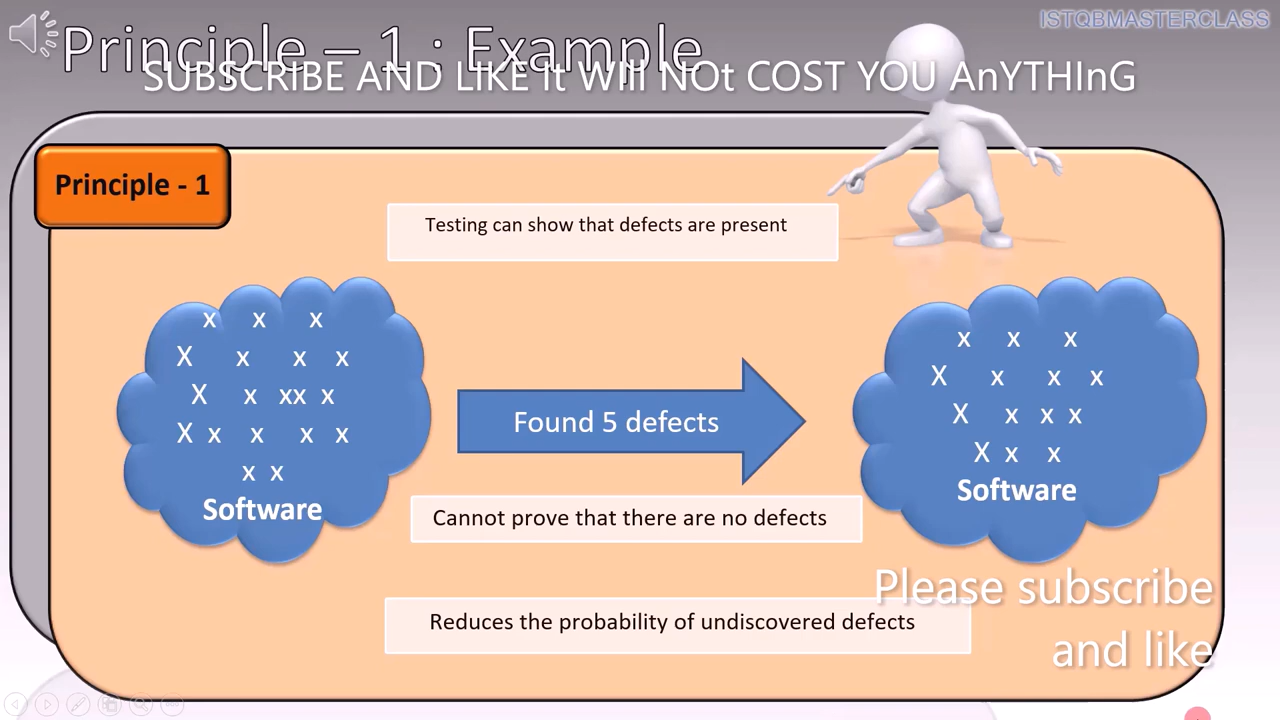 ISTQBMASTERCLASS
Principle – 1 : Example
SUBSCRIBE AND LIKE It WIll NOt COST YOU AnYTHInG
Principle - 1
Testing can show that defects are present
x x x
X x x x
X x xx x
X x x x x
x x
Software
Found 5 defects
x x x
X x x x
X x x x
X x x
Software
Cannot prove that there are no defects
Reduces the probability of undiscovered defects
Please subscribe
and like